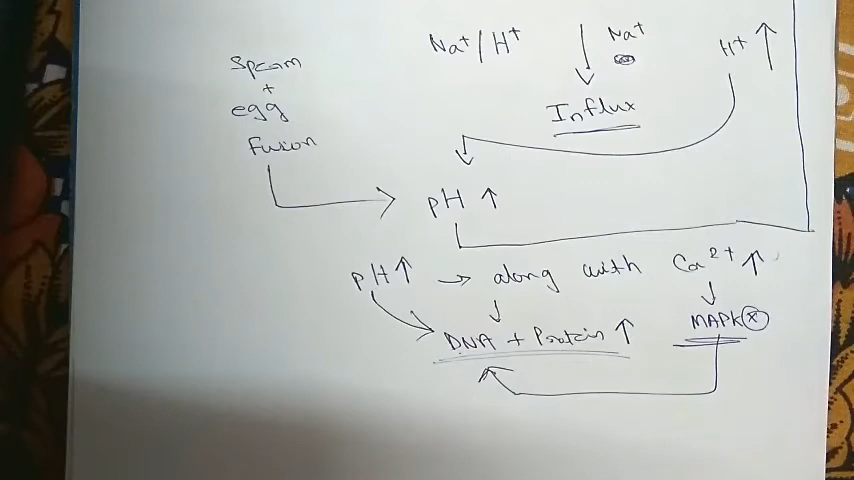 Sperm
+
egg
fusion
Na⁺/H⁺
↓ Na⁺
Influx
H⁺ ↑
pH ↑
pH↑ → along with Ca²⁺ ↑
DNA + Protein ↑
MAPK